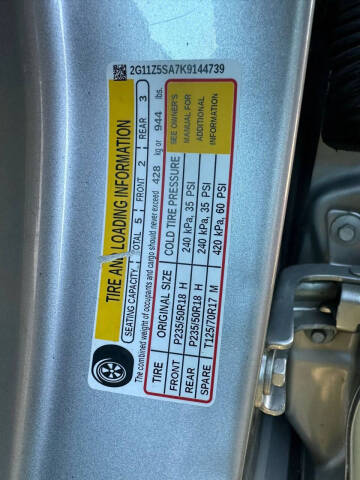 2G11Z5SA7K9144739
TIRE AND LOADING INFORMATION
SEATING CAPACITY TOTAL 5 FRONT 2 REAR 3
The combined weight of occupants and cargo should never exceed 428 kg or 944 lbs.
TIRE ORIGINAL SIZE COLD TIRE PRESSURE SEE OWNER'S
FRONT P235/50R18 H 240 kPa, 35 PSI MANUAL FOR
REAR P235/50R18 H 240 kPa, 35 PSI ADDITIONAL
SPARE T125/70R17 M 420 kPa, 60 PSI INFORMATION